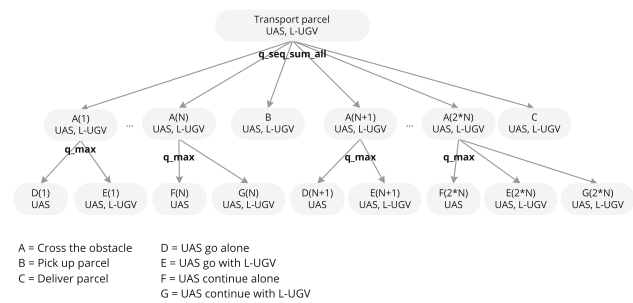 Transport parcel
UAS, L-UGV
q_seq_sum_all
A(1)
UAS, L-UGV
...
A(N)
UAS, L-UGV
B
UAS, L-UGV
A(N+1)
UAS, L-UGV
...
A(2*N)
UAS, L-UGV
C
UAS, L-UGV
q_max
q_max
q_max
q_max
D(1)
UAS
E(1)
UAS, L-UGV
F(N)
UAS
G(N)
UAS, L-UGV
D(N+1)
UAS
E(N+1)
UAS, L-UGV
F(2*N)
UAS
E(2*N)
UAS, L-UGV
G(2*N)
UAS, L-UGV
A = Cross the obstacle
B = Pick up parcel
C = Deliver parcel
D = UAS go alone
E = UAS go with L-UGV
F = UAS continue alone
G = UAS continue with L-UGV